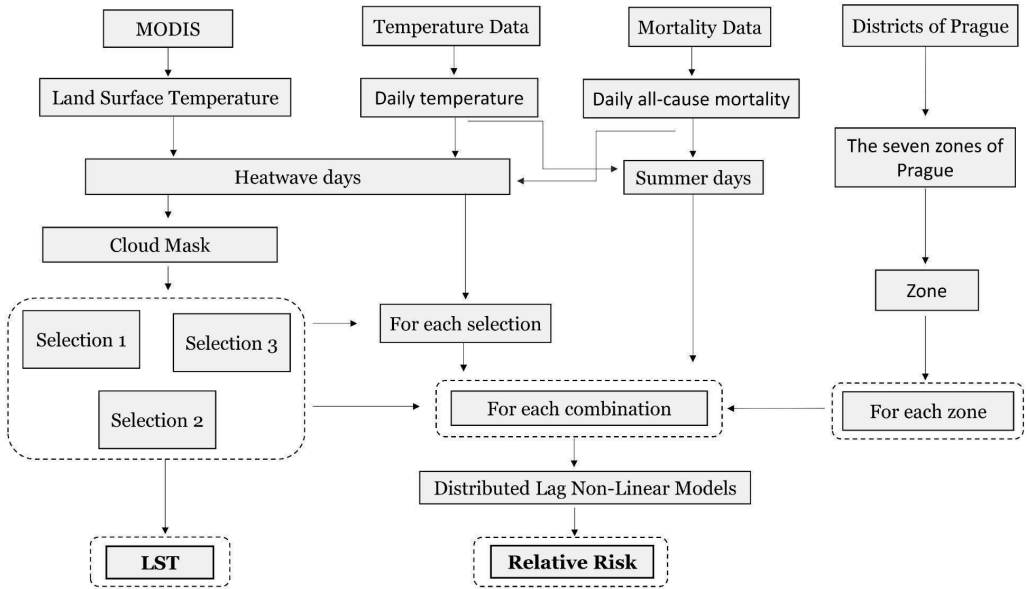 MODIS
Temperature Data
Mortality Data
Districts of Prague
Land Surface Temperature
Daily temperature
Daily all-cause mortality
The seven zones of
Prague
Heatwave days
Summer days
Cloud Mask
Zone
Selection 1
Selection 3
For each selection
Selection 2
For each combination
For each zone
Distributed Lag Non-Linear Models
LST
Relative Risk